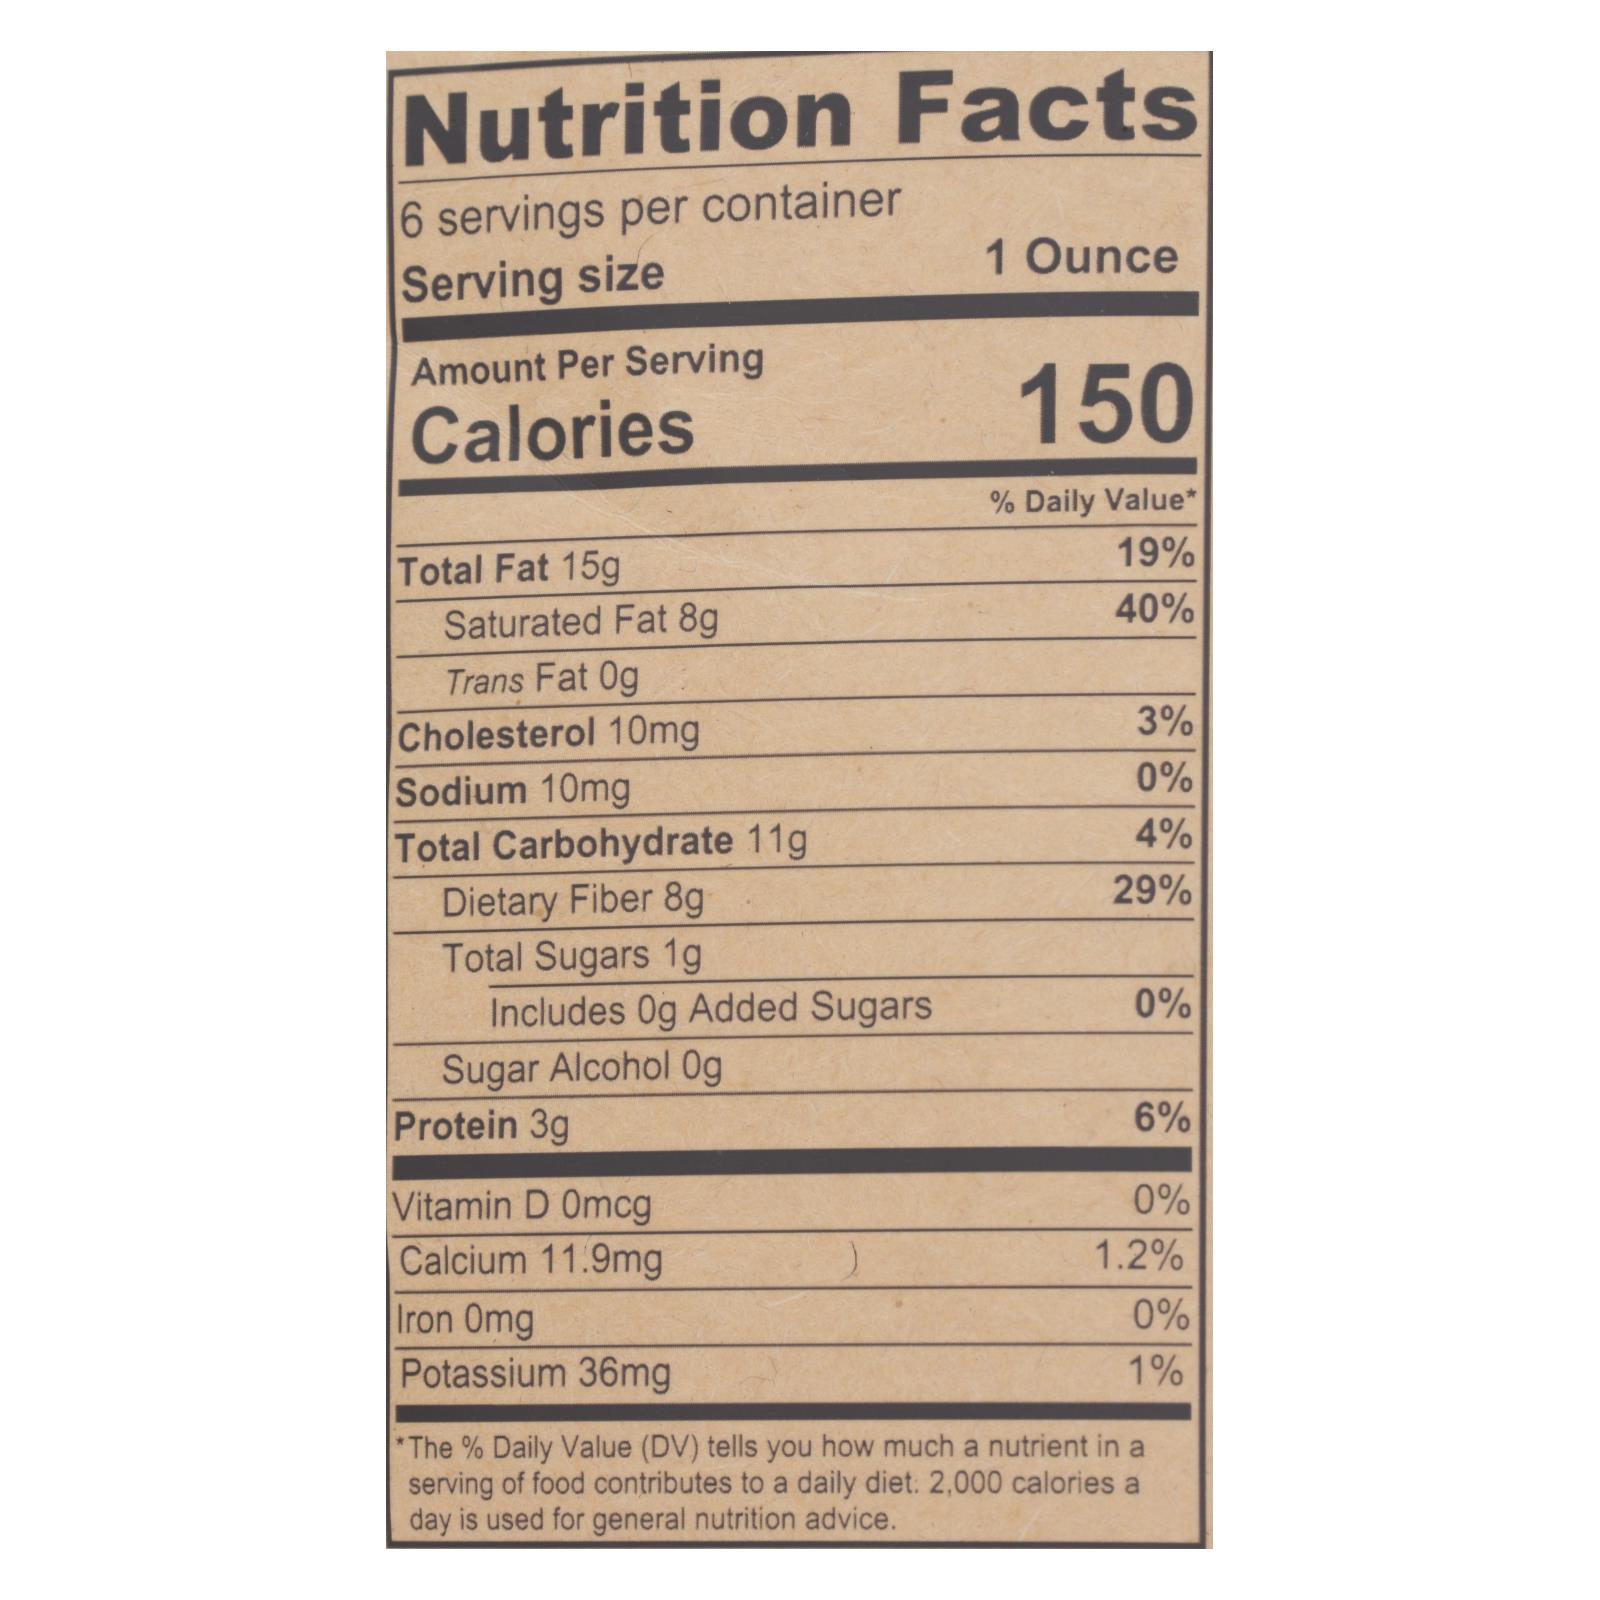 Nutrition Facts
6 servings per container
Serving size 1 Ounce
Amount Per Serving
Calories 150
% Daily Value*
Total Fat 15g 19%
Saturated Fat 8g 40%
Trans Fat 0g
Cholesterol 10mg 3%
Sodium 10mg 0%
Total Carbohydrate 11g 4%
Dietary Fiber 8g 29%
Total Sugars 1g
Includes 0g Added Sugars 0%
Sugar Alcohol 0g
Protein 3g 6%
Vitamin D 0mcg 0%
Calcium 11.9mg 1.2%
Iron 0mg 0%
Potassium 36mg 1%
*The % Daily Value (DV) tells you how much a nutrient in a
serving of food contributes to a daily diet: 2,000 calories a
day is used for general nutrition advice.